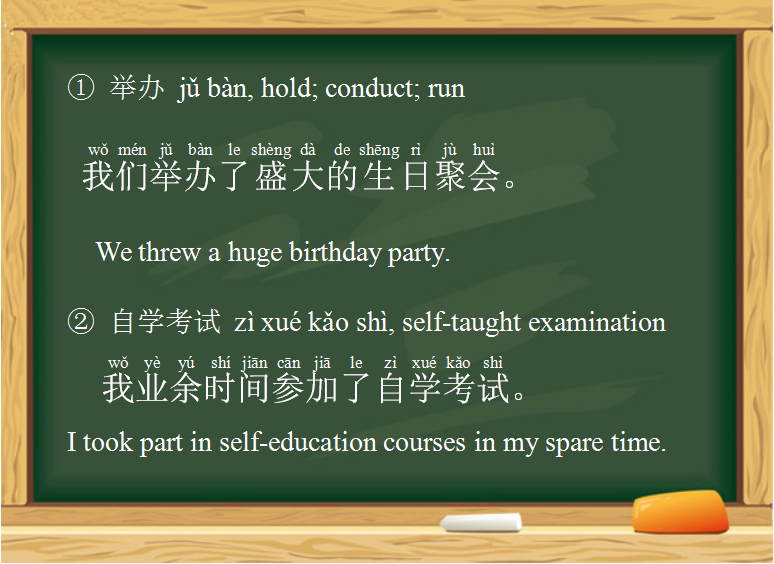 ① 举办 jǔ bàn, hold; conduct; run
wǒ mén jǔ bàn le shèng dà de shēng rì jù huì
我们举办了盛大的生日聚会。
We threw a huge birthday party.
② 自学考试 zì xué kǎo shì, self-taught examination
wǒ yè yú shí jiān cān jiā le zì xué kǎo shì
我业余时间参加了自学考试。
I took part in self-education courses in my spare time.